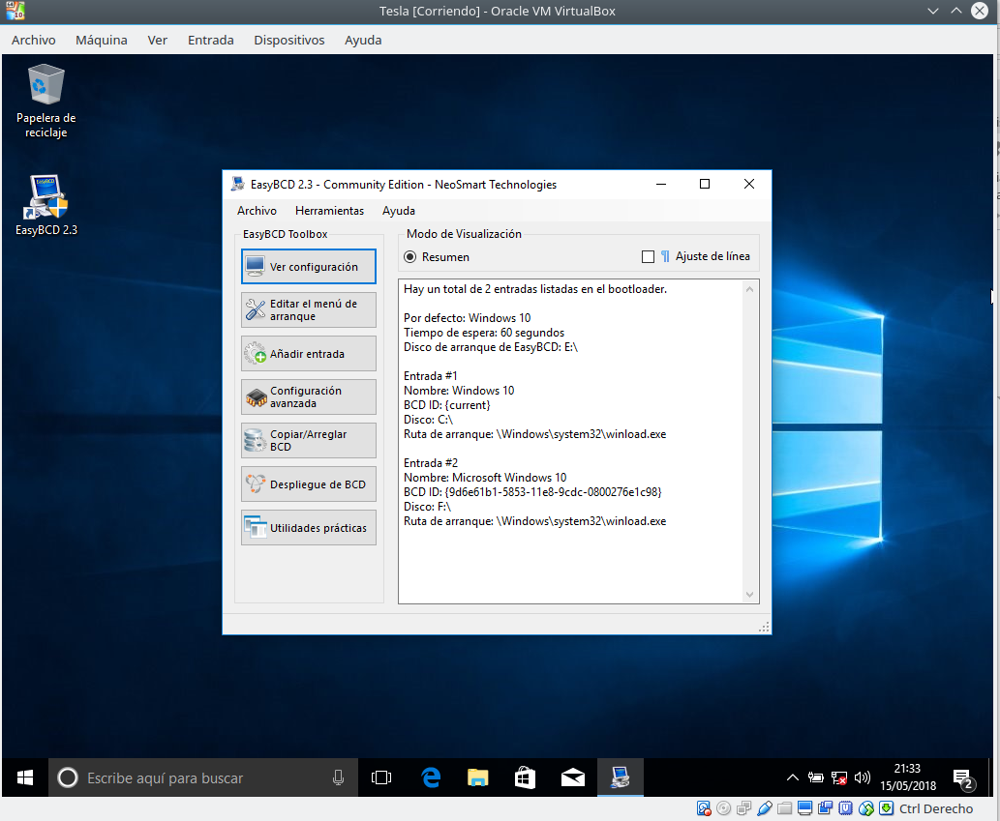 Tesla [Corriendo] - Oracle VM VirtualBox
Archivo Máquina Ver Entrada Dispositivos Ayuda
Papelera de
reciclaje
EasyBCD 2.3
EasyBCD 2.3 - Community Edition - NeoSmart Technologies
Archivo Herramientas Ayuda
EasyBCD Toolbox
Ver configuración
Editar el menú de
arranque
Añadir entrada
Configuración
avanzada
Copiar/Arreglar
BCD
Despliegue de BCD
Utilidades prácticas
Modo de Visualización
Resumen
¶ Ajuste de línea
Hay un total de 2 entradas listadas en el bootloader.
Por defecto: Windows 10
Tiempo de espera: 60 segundos
Disco de arranque de EasyBCD: E:\
Entrada #1
Nombre: Windows 10
BCD ID: {current}
Disco: C:\
Ruta de arranque: \Windows\system32\winload.exe
Entrada #2
Nombre: Microsoft Windows 10
BCD ID: {9d6e61b1-5853-11e8-9cdc-0800276e1c98}
Disco: F:\
Ruta de arranque: \Windows\system32\winload.exe
Escribe aquí para buscar
21:33
15/05/2018
2
Ctrl Derecho